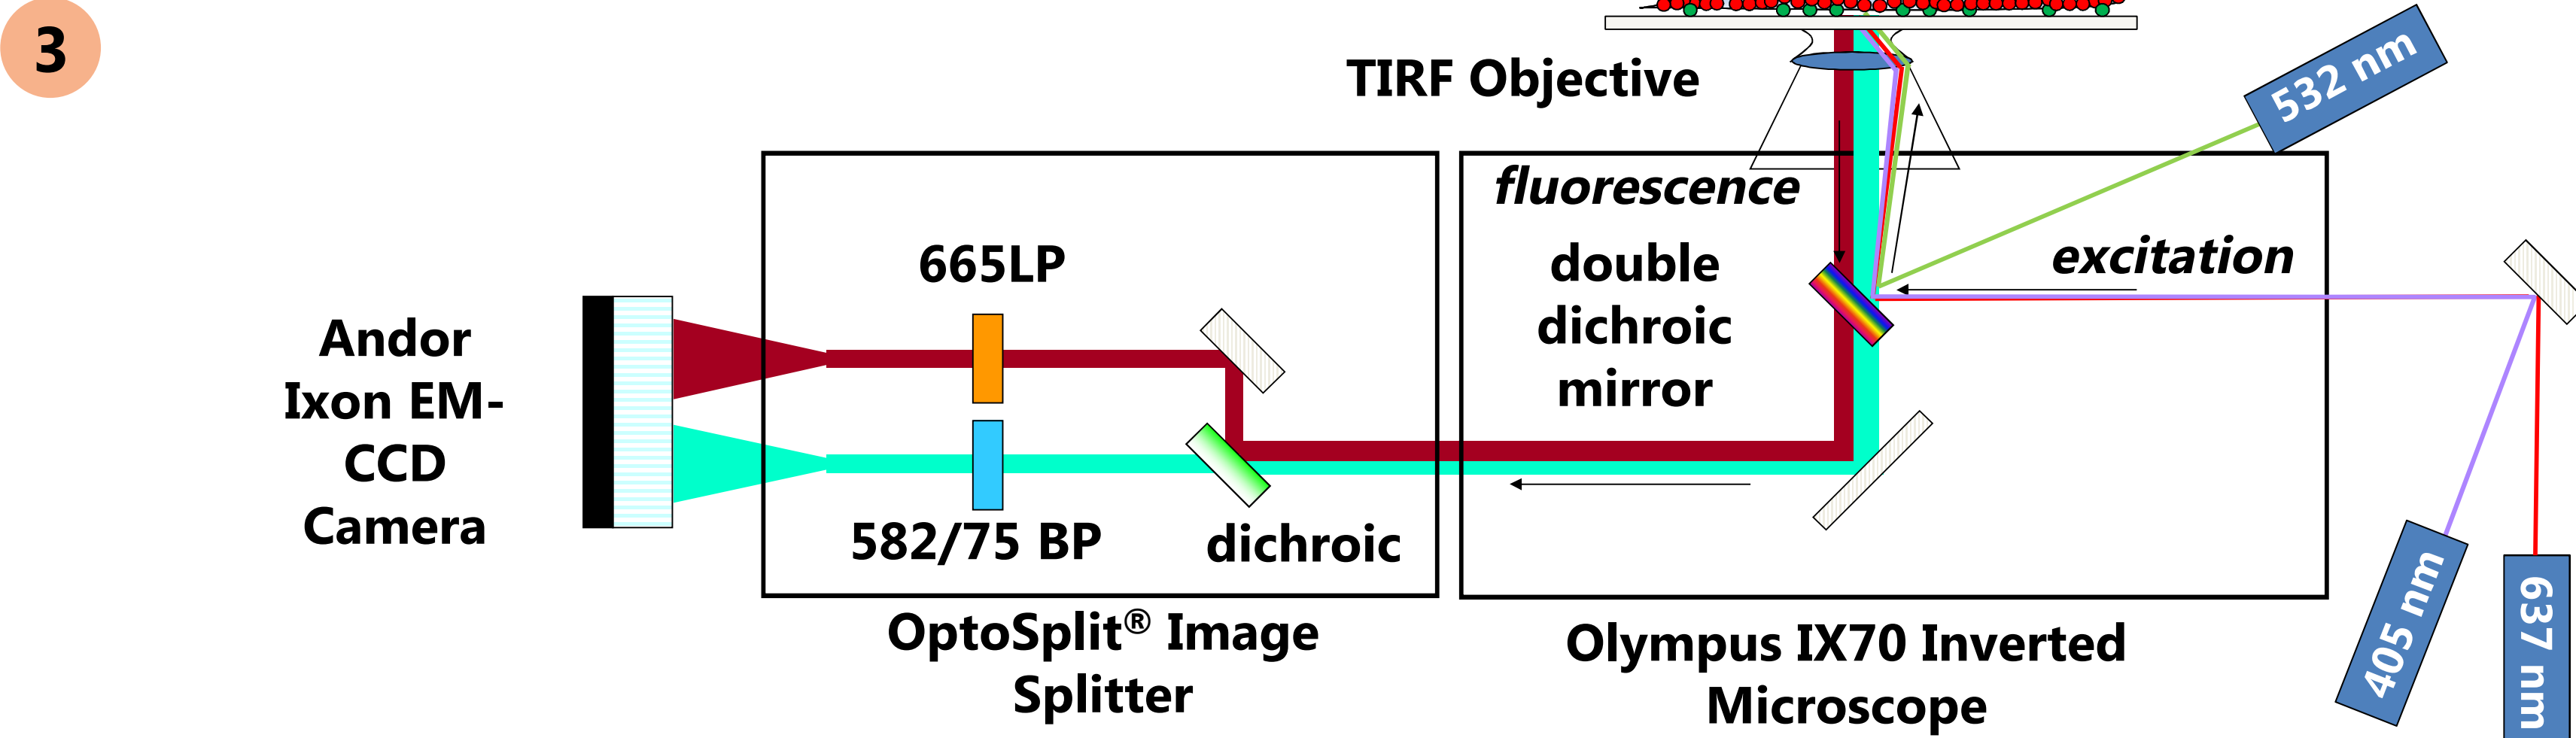 3
TIRF Objective
532 nm
fluorescence
excitation
665LP
double
dichroic
mirror
Andor
Ixon EM-
CCD
Camera
582/75 BP
dichroic
405 nm
637 nm
OptoSplit® Image
Splitter
Olympus IX70 Inverted
Microscope